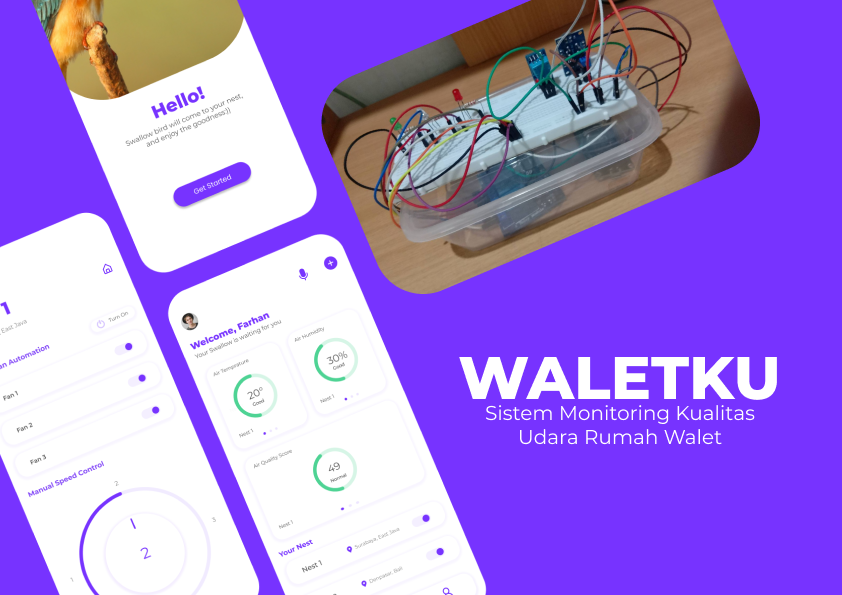 Hello!
Swallow bird will come to your nest,
and enjoy the goodness:))
Get Started
1
East Java
Turn On
an Automation
Fan 1
Fan 2
Fan 3
Manual Speed Control
1
2
3
2
Welcome, Farhan
Your Swallow is waiting for you
Air Temperature
20°
Good
Nest 1
Air Humidity
30%
Good
Nest 1
Air Quality Score
49
Normal
Nest 1
Your Nest
Nest 1
Surabaya, East Java
Denpasar, Bali
WALETKU
Sistem Monitoring Kualitas
Udara Rumah Walet